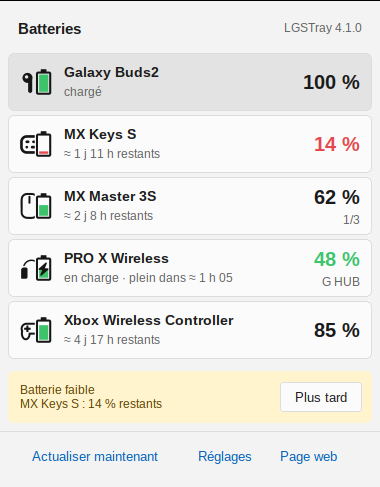 Batteries
LGSTray 4.1.0
Galaxy Buds2
chargé
100 %
MX Keys S
≈ 1 j 11 h restants
14 %
MX Master 3S
≈ 2 j 8 h restants
62 %
1/3
PRO X Wireless
en charge · plein dans ≈ 1 h 05
48 %
G HUB
Xbox Wireless Controller
≈ 4 j 17 h restants
85 %
Batterie faible
MX Keys S : 14 % restants
Plus tard
Actualiser maintenant
Réglages
Page web